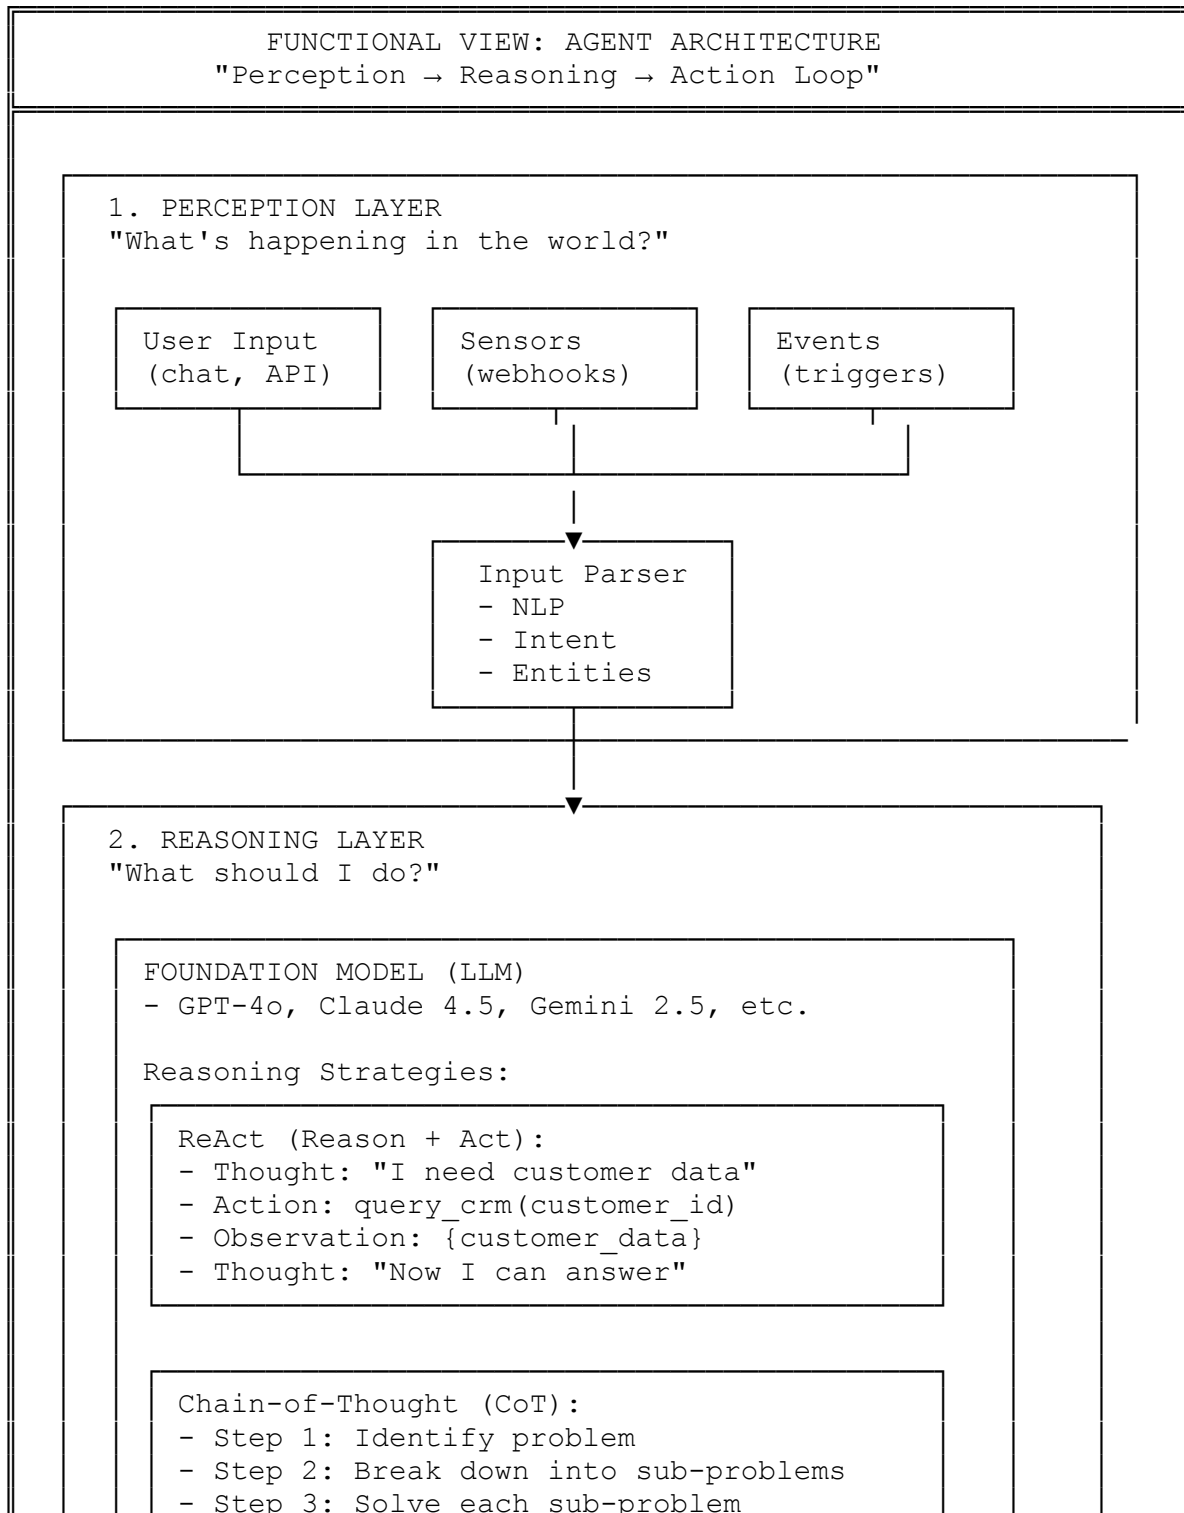 FUNCTIONAL VIEW: AGENT ARCHITECTURE
"Perception → Reasoning → Action Loop"
1. PERCEPTION LAYER
"What's happening in the world?"
User Input
(chat, API)
Sensors
(webhooks)
Events
(triggers)
Input Parser
- NLP
- Intent
- Entities
2. REASONING LAYER
"What should I do?"
FOUNDATION MODEL (LLM)
- GPT-4o, Claude 4.5, Gemini 2.5, etc.
Reasoning Strategies:
ReAct (Reason + Act):
- Thought: "I need customer data"
- Action: query_crm(customer_id)
- Observation: {customer_data}
- Thought: "Now I can answer"
Chain-of-Thought (CoT):
- Step 1: Identify problem
- Step 2: Break down into sub-problems
- Step 3: Solve each sub-problem